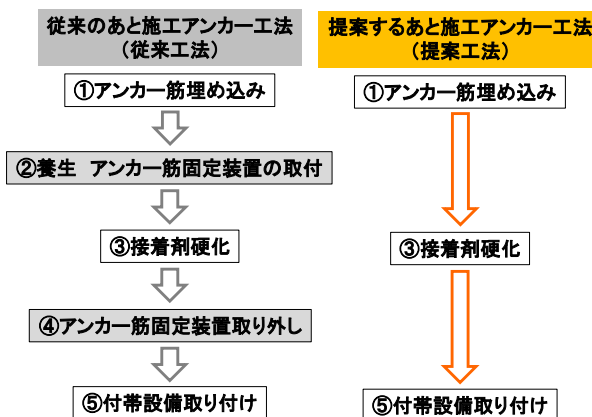 従来のあと施工アンカー工法
（従来工法）
①アンカー筋埋め込み
②養生 アンカー筋固定装置の取付
③接着剤硬化
④アンカー筋固定装置取り外し
⑤付帯設備取り付け
提案するあと施工アンカー工法
（提案工法）
①アンカー筋埋め込み
③接着剤硬化
⑤付帯設備取り付け